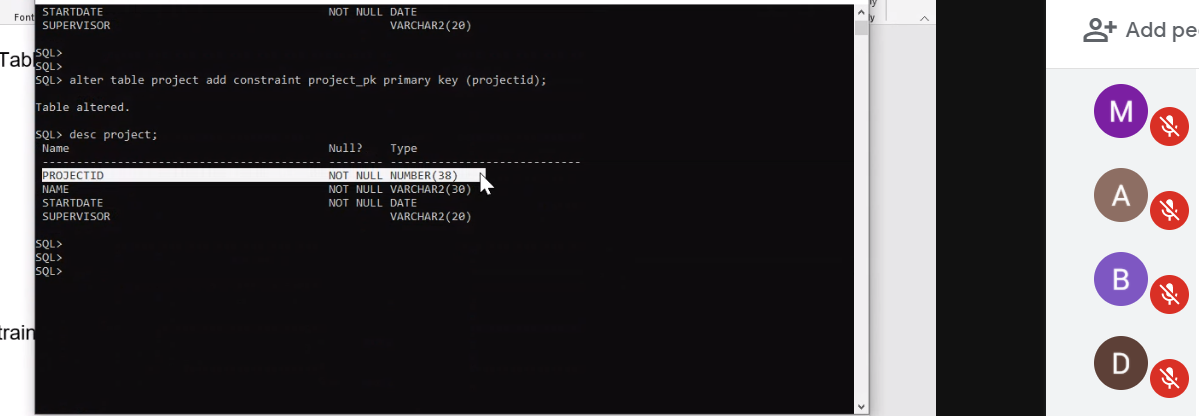 Font
STARTDATE NOT NULL DATE
SUPERVISOR VARCHAR2(20)
SQL>
SQL>
SQL> alter table project add constraint project_pk primary key (projectid);
Table altered.
SQL> desc project;
Name Null? Type
----------------------------------------- -------- ----------------------------
PROJECTID NOT NULL NUMBER(38)
NAME NOT NULL VARCHAR2(30)
STARTDATE NOT NULL DATE
SUPERVISOR VARCHAR2(20)
SQL>
SQL>
SQL>
Tab
train
Add pe
M
A
B
D